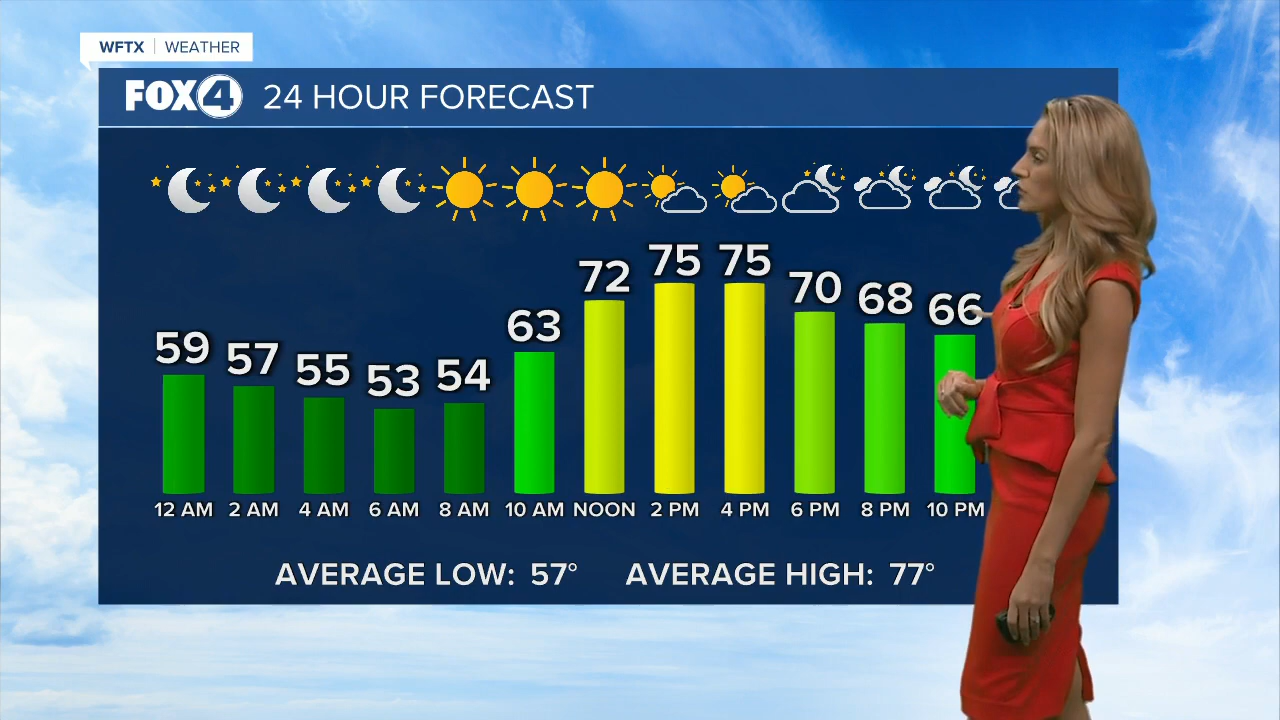 WFTX | WEATHER
FOX 4 24 HOUR FORECAST
59 57 55 53 54 63 72 75 75 70 68 66
12 AM 2 AM 4 AM 6 AM 8 AM 10 AM NOON 2 PM 4 PM 6 PM 8 PM 10 PM
AVERAGE LOW: 57° AVERAGE HIGH: 77°